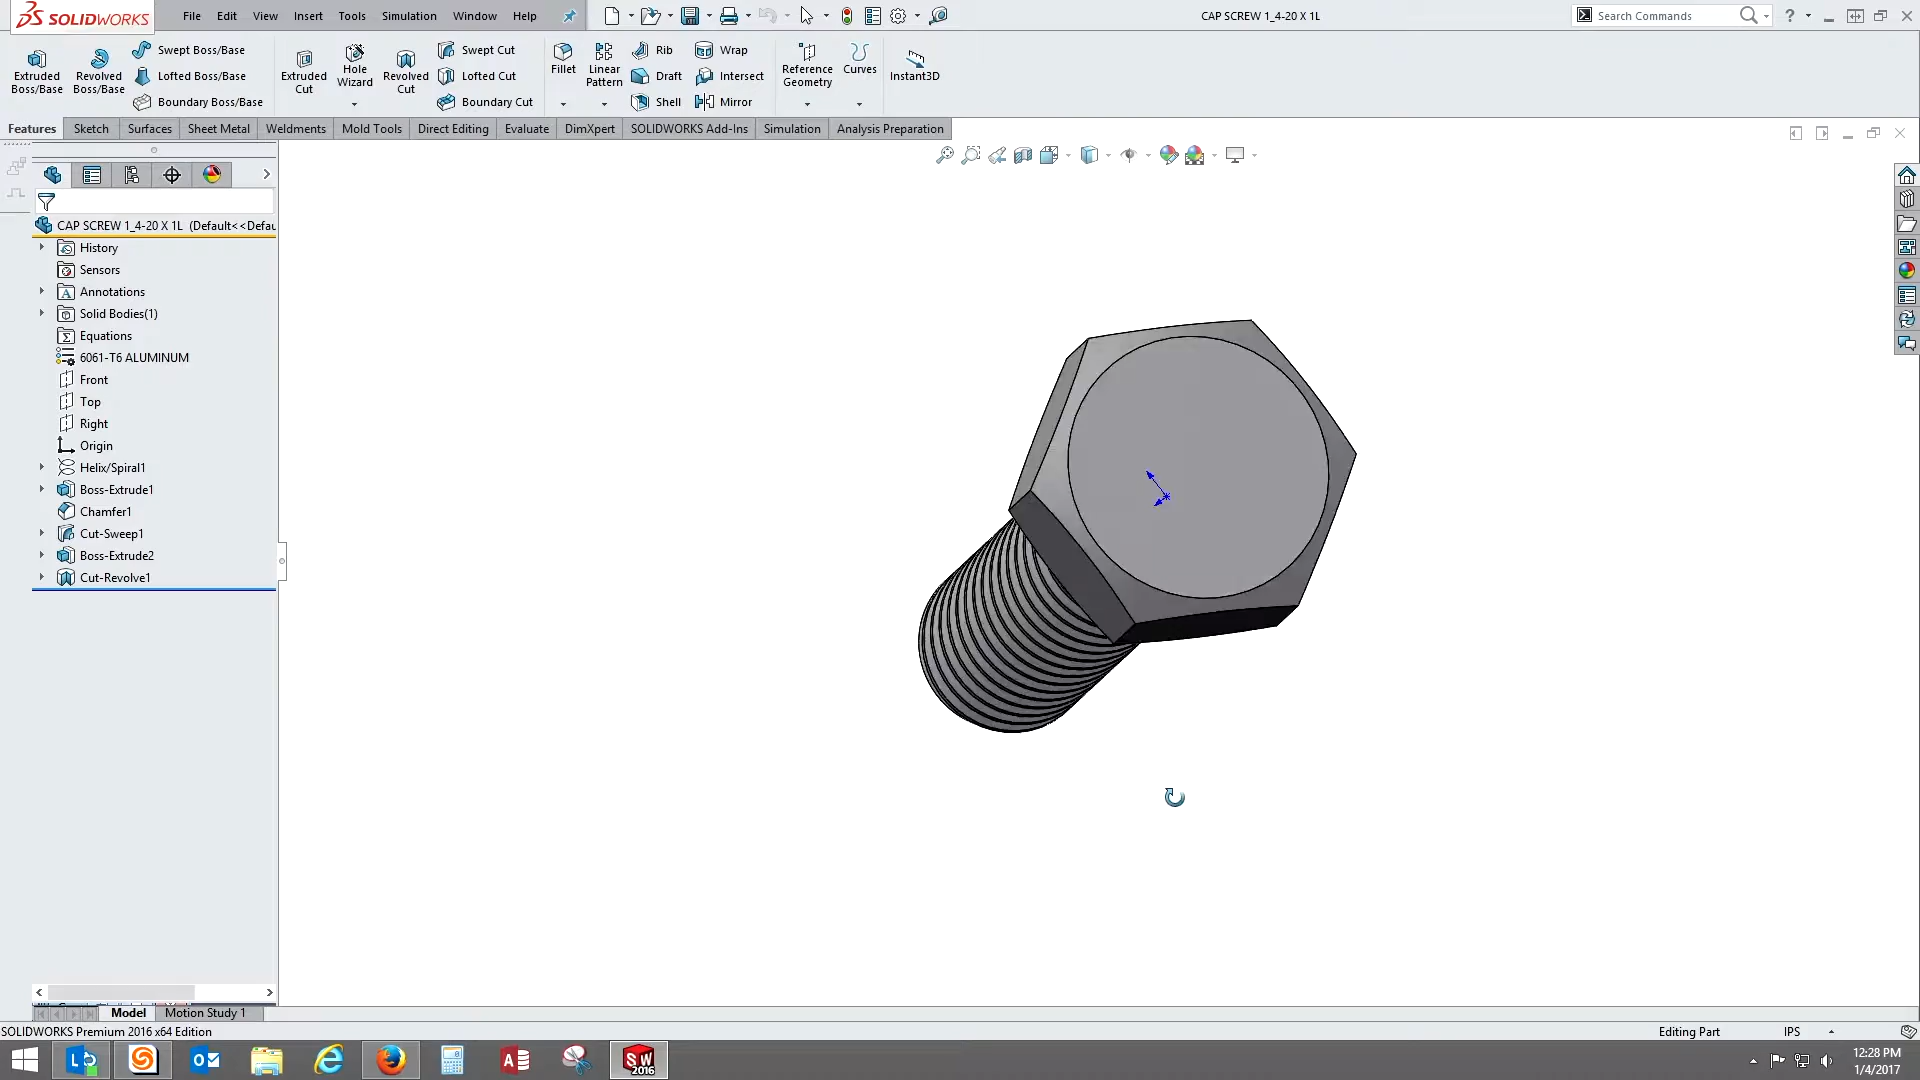 SOLIDWORKS File Edit View Insert Tools Simulation Window Help CAP SCREW 1_4-20 X 1L Search Commands ?
Extruded Boss/Base
Revolved Boss/Base
Swept Boss/Base
Lofted Boss/Base
Boundary Boss/Base
Extruded Cut
Hole Wizard
Revolved Cut
Swept Cut
Lofted Cut
Boundary Cut
Fillet
Linear Pattern
Rib
Draft
Shell
Wrap
Intersect
Mirror
Reference Geometry
Curves
Instant3D
Features Sketch Surfaces Sheet Metal Weldments Mold Tools Direct Editing Evaluate DimXpert SOLIDWORKS Add-Ins Simulation Analysis Preparation
CAP SCREW 1_4-20 X 1L (Default<<Defau
History
Sensors
Annotations
Solid Bodies(1)
Equations
6061-T6 ALUMINUM
Front
Top
Right
Origin
Helix/Spiral1
Boss-Extrude1
Chamfer1
Cut-Sweep1
Boss-Extrude2
Cut-Revolve1
Model Motion Study 1
SOLIDWORKS Premium 2016 x64 Edition Editing Part IPS
SW 2016
12:28 PM
1/4/2017